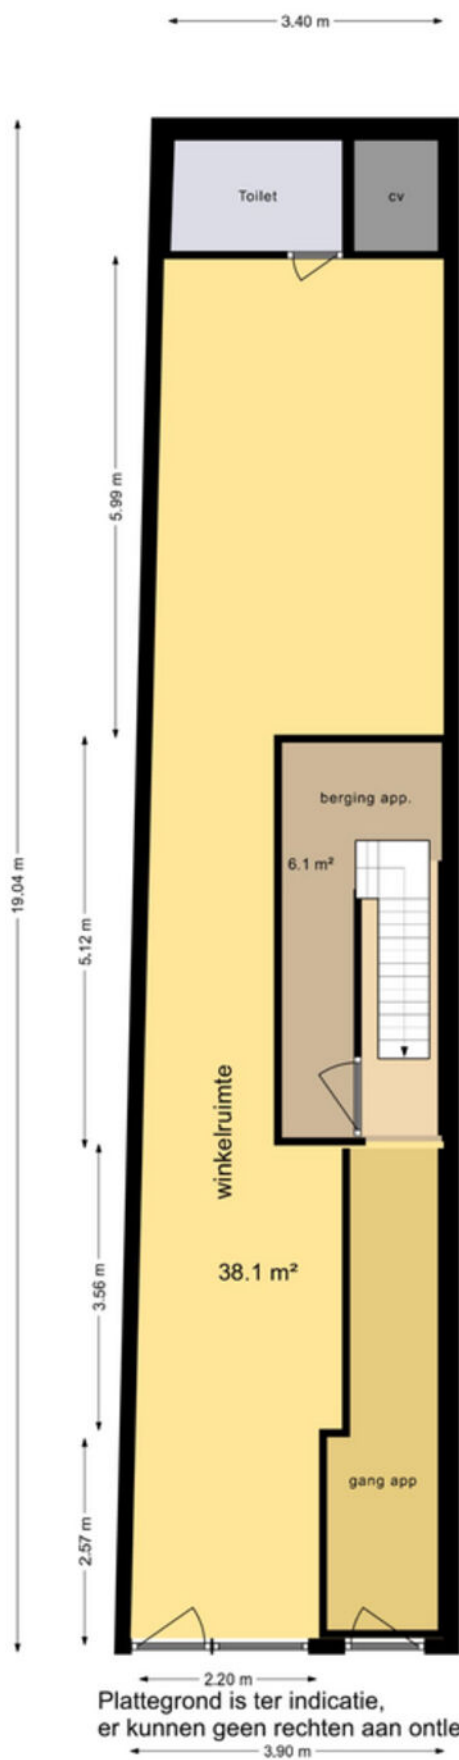 3.40 m
Toilet
cv
5.99 m
berging app.
6.1 m²
19.04 m
5.12 m
winkelruimte
38.1 m²
3.56 m
gang app
2.57 m
2.20 m
Plattegrond is ter indicatie,
er kunnen geen rechten aan ontle
3.90 m